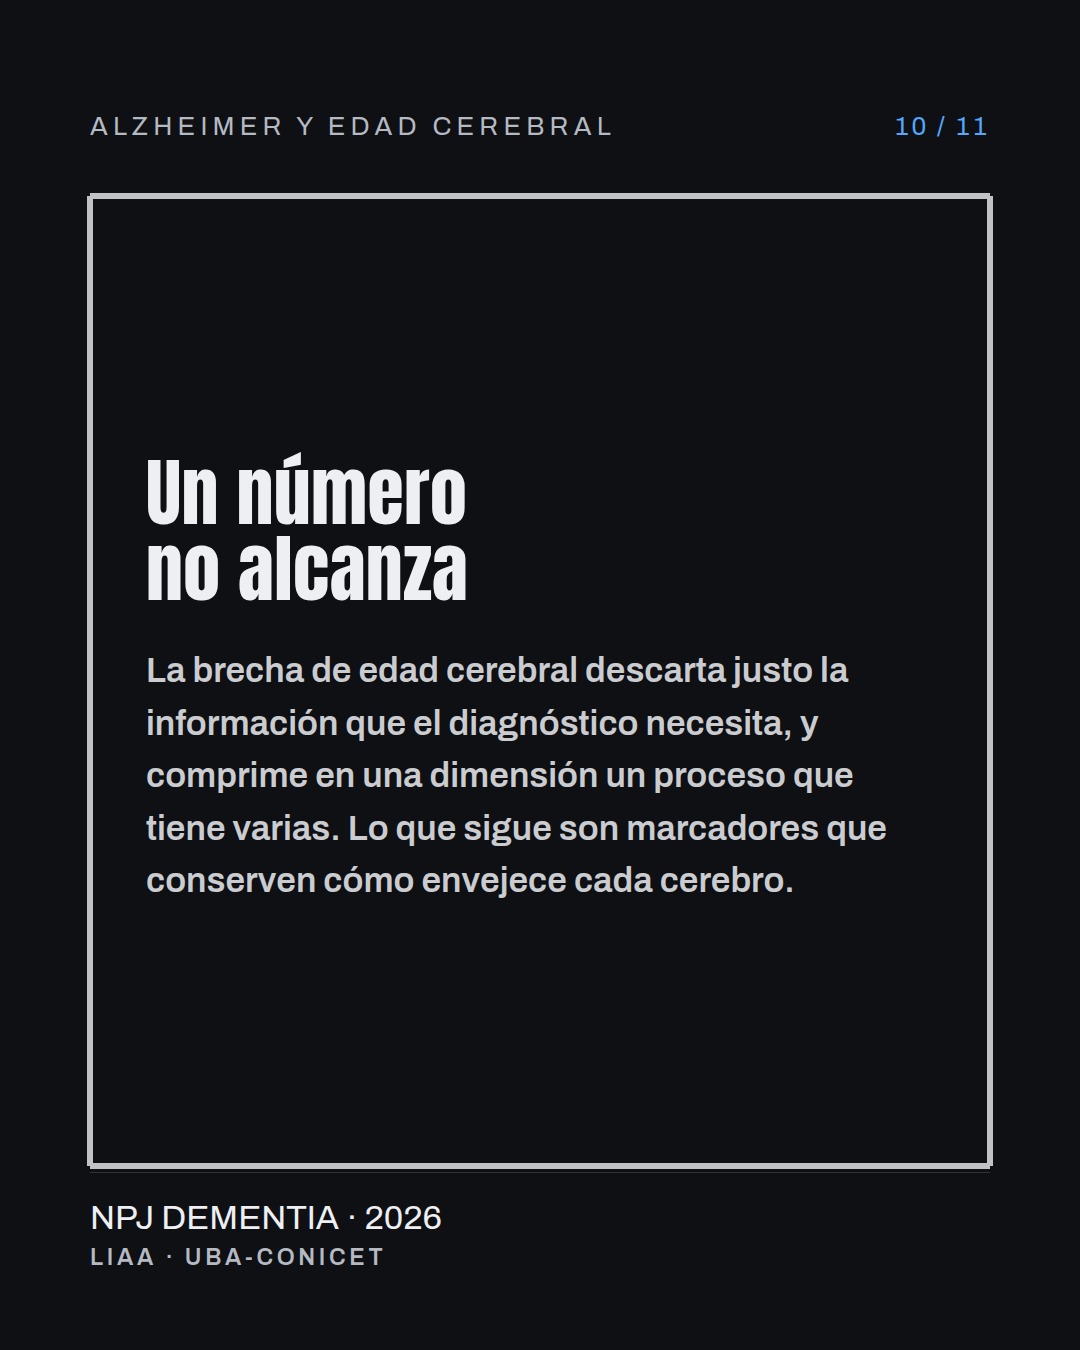 ALZHEIMER Y EDAD CEREBRAL
10 / 11
Un número
no alcanza
La brecha de edad cerebral descarta justo la
información que el diagnóstico necesita, y
comprime en una dimensión un proceso que
tiene varias. Lo que sigue son marcadores que
conserven cómo envejece cada cerebro.
NPJ DEMENTIA · 2026
LIAA · UBA-CONICET